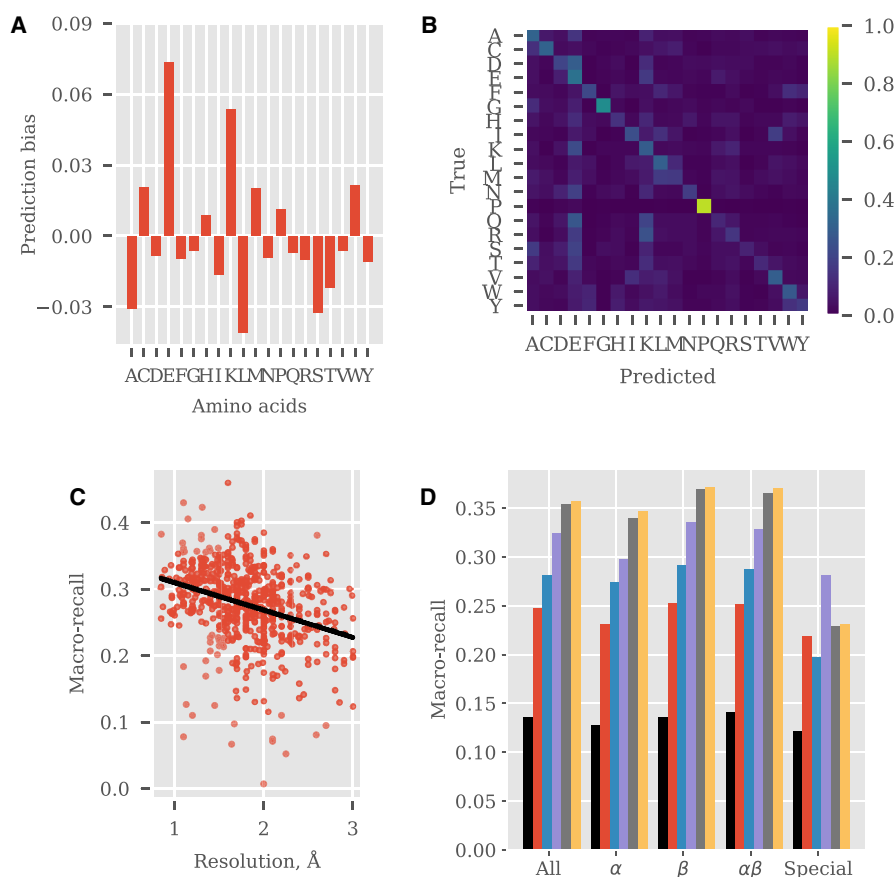 A
0.09
0.06
0.03
0.00
−0.03
Prediction bias
ACDEFGHIKLMNPQRSTVWY
Amino acids
B
A
C
D
E
F
G
H
I
K
L
M
N
P
Q
R
S
T
V
W
Y
True
ACDEFGHIKLMNPQRSTVWY
Predicted
1.0
0.8
0.6
0.4
0.2
0.0
C
0.4
0.3
0.2
0.1
0.0
Macro-recall
1 2 3
Resolution, Å
D
0.35
0.30
0.25
0.20
0.15
0.10
0.05
0.00
Macro-recall
All α β αβ Special